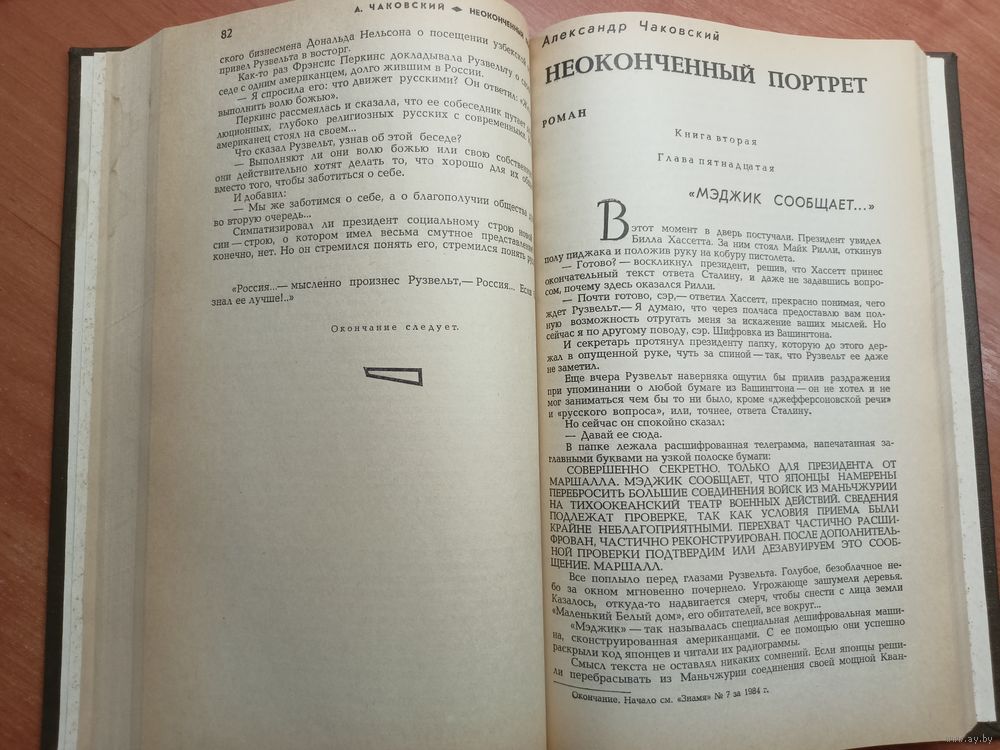 82
А. ЧАКОВСКИЙ ◆ НЕОКОНЧЕННЫЙ
ского бизнесмена Дональда Нельсона о посещении узбекской
привел Рузвельта в восторг.
Как-то раз Фрэнсис Перкинс докладывала Рузвельту о
седе с одним американцем, долго жившим в России.
— Я спросила его: что движет русскими? Он ответил:
выполнить волю божью».
Перкинс рассмеялась и сказала, что ее собеседник путает
люционных, глубоко религиозных русских с современными.
американец стоял на своем...
Что сказал Рузвельт, узнав об этой беседе?
— Выполняют ли они волю божью или свою собственную
они действительно хотят делать то, что хорошо для их
вместо того, чтобы заботиться о себе.
И добавил:
— Мы же заботимся о себе, а о благополучии общества
во вторую очередь...
Симпатизировал ли президент социальному строю новой
сии — строю, о котором имел весьма смутное представление
конечно, нет. Но он стремился понять его, стремился понять
«Россия...— мысленно произнес Рузвельт,— Россия...
знал ее лучше!..»
Окончание следует.
Александр Чаковский
НЕОКОНЧЕННЫЙ ПОРТРЕТ
РОМАН
Книга вторая
Глава пятнадцатая
«МЭДЖИК СООБЩАЕТ...»
В этот момент в дверь постучали. Президент увидел
Билла Хассетта. За ним стоял Майк Рилли, откинув
полу пиджака и положив руку на кобуру пистолета.
— Готово? — воскликнул президент, решив, что Хассетт принес
окончательный текст ответа Сталину, и даже не задавшись вопро-
сом, почему здесь оказался Рилли.
— Почти готово, сэр,— ответил Хассетт, прекрасно понимая, чего
ждет Рузвельт.— Я думаю, что через полчаса предоставлю вам пол-
ную возможность отругать меня за искажение ваших мыслей. Но
сейчас я по другому поводу, сэр. Шифровка из Вашингтона.
И секретарь протянул президенту папку, которую до этого дер-
жал в опущенной руке, чуть за спиной — так, что Рузвельт ее даже
не заметил.
Еще вчера Рузвельт наверняка ощутил бы прилив раздражения
при упоминании о любой бумаге из Вашингтона — он не хотел и не
мог заниматься чем бы то ни было, кроме «джефферсоновской речи»
и «русского вопроса», или, точнее, ответа Сталину.
Но сейчас он спокойно сказал:
— Давай ее сюда.
В папке лежала расшифрованная телеграмма, напечатанная за-
главными буквами на узкой полоске бумаги:
СОВЕРШЕННО СЕКРЕТНО. ТОЛЬКО ДЛЯ ПРЕЗИДЕНТА ОТ
МАРШАЛЛА. МЭДЖИК СООБЩАЕТ, ЧТО ЯПОНЦЫ НАМЕРЕНЫ
ПЕРЕБРОСИТЬ БОЛЬШИЕ СОЕДИНЕНИЯ ВОЙСК ИЗ МАНЬЧЖУРИИ
НА ТИХООКЕАНСКИЙ ТЕАТР ВОЕННЫХ ДЕЙСТВИЙ. СВЕДЕНИЯ
ПОДЛЕЖАТ ПРОВЕРКЕ, ТАК КАК УСЛОВИЯ ПРИЕМА БЫЛИ
КРАЙНЕ НЕБЛАГОПРИЯТНЫМИ. ПЕРЕХВАТ ЧАСТИЧНО РАСШИ-
ФРОВАН, ЧАСТИЧНО РЕКОНСТРУИРОВАН. ПОСЛЕ ДОПОЛНИТЕЛЬ-
НОЙ ПРОВЕРКИ ПОДТВЕРДИМ ИЛИ ДЕЗАВУИРУЕМ ЭТО СООБ-
ЩЕНИЕ. МАРШАЛЛ.
Все поплыло перед глазами Рузвельта. Голубое, безоблачное не-
бо за окном мгновенно почернело. Угрожающе зашумели деревья.
Казалось, откуда-то надвигается смерч, чтобы снести с лица земли
«Маленький Белый дом», его обитателей, все вокруг...
«Мэджик» — так называлась специальная дешифровальная маши-
на, сконструированная американцами. С ее помощью они успешно
раскрыли код японцев и читали их радиограммы.
Смысл текста не оставлял никаких сомнений. Если японцы реши-
ли перебрасывать из Маньчжурии соединения своей мощной Кван-
Окончание. Начало см. «Знамя» № 7 за 1984 г.
www.ay.by